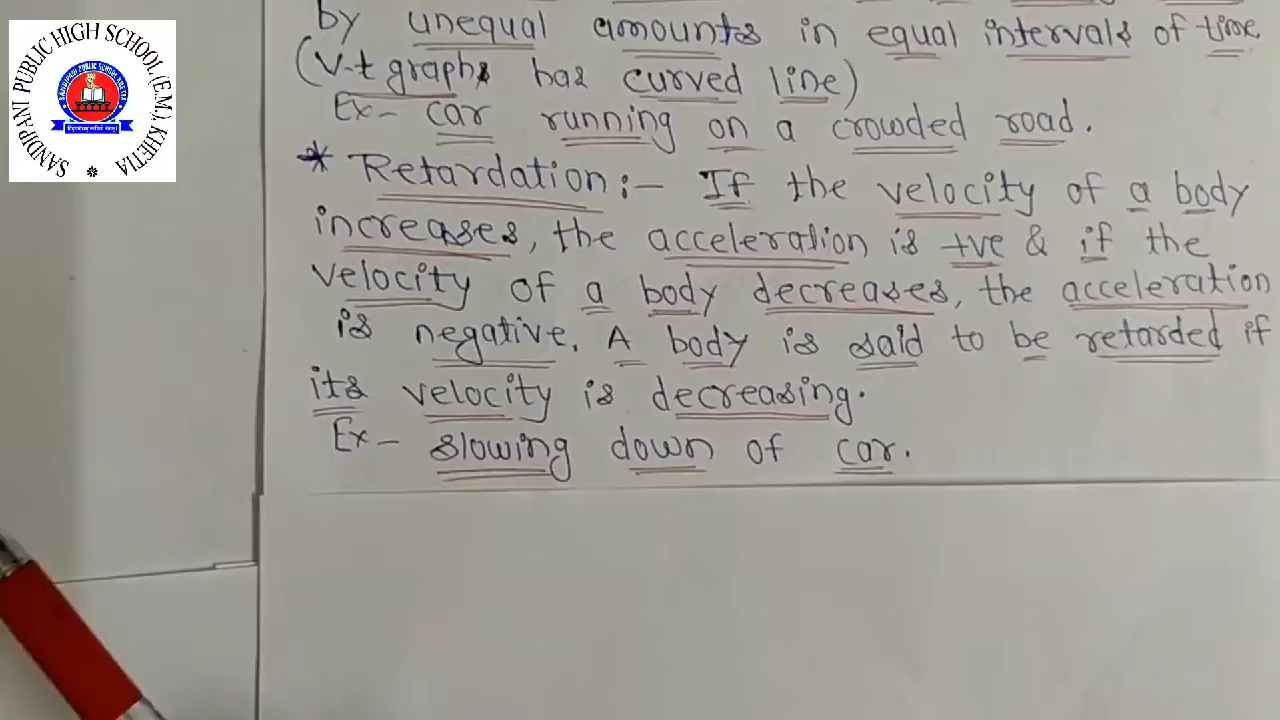 SANDIPANI PUBLIC HIGH SCHOOL (E.M.), KHETIA
by unequal amounts in equal intervals of time.
(V-t graph has curved line)
Ex- car running on a crowded road.
* Retardation :- If the velocity of a body
increases, the acceleration is +ve & if the
velocity of a body decreases, the acceleration
is negative. A body is said to be retarded if
its velocity is decreasing.
Ex- slowing down of car.